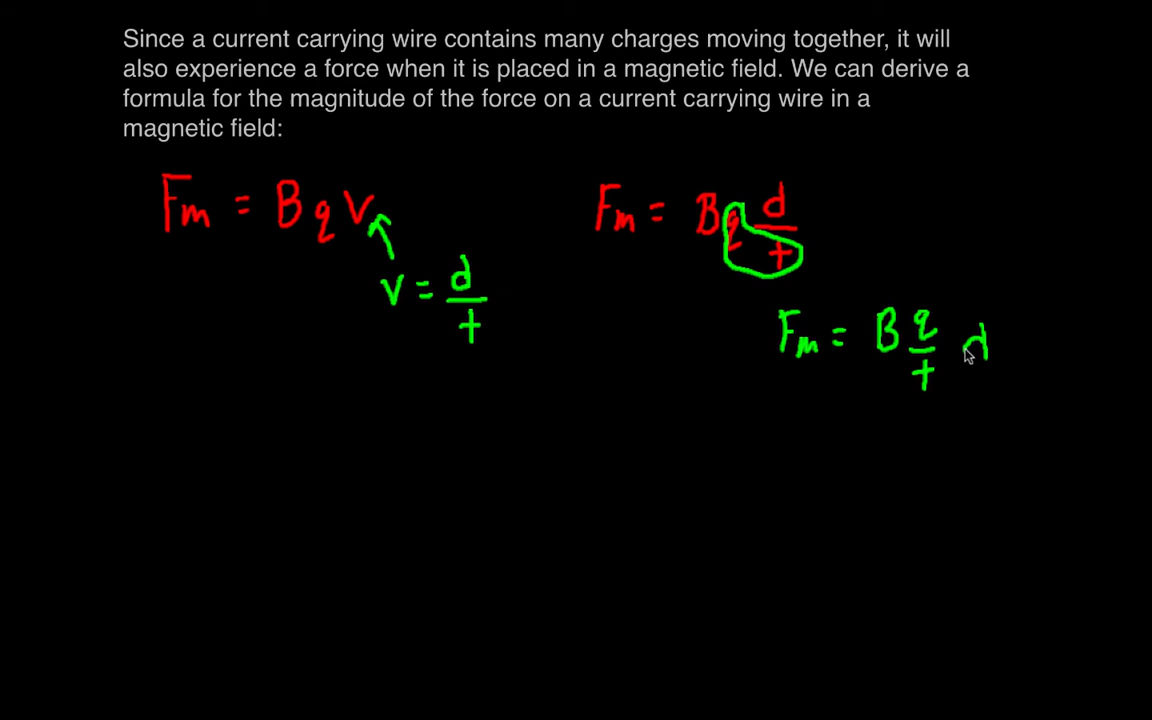 Since a current carrying wire contains many charges moving together, it will
also experience a force when it is placed in a magnetic field. We can derive a
formula for the magnitude of the force on a current carrying wire in a
magnetic field:
Fm = B q v
v = d/t
Fm = B q d/t
Fm = B q/t d